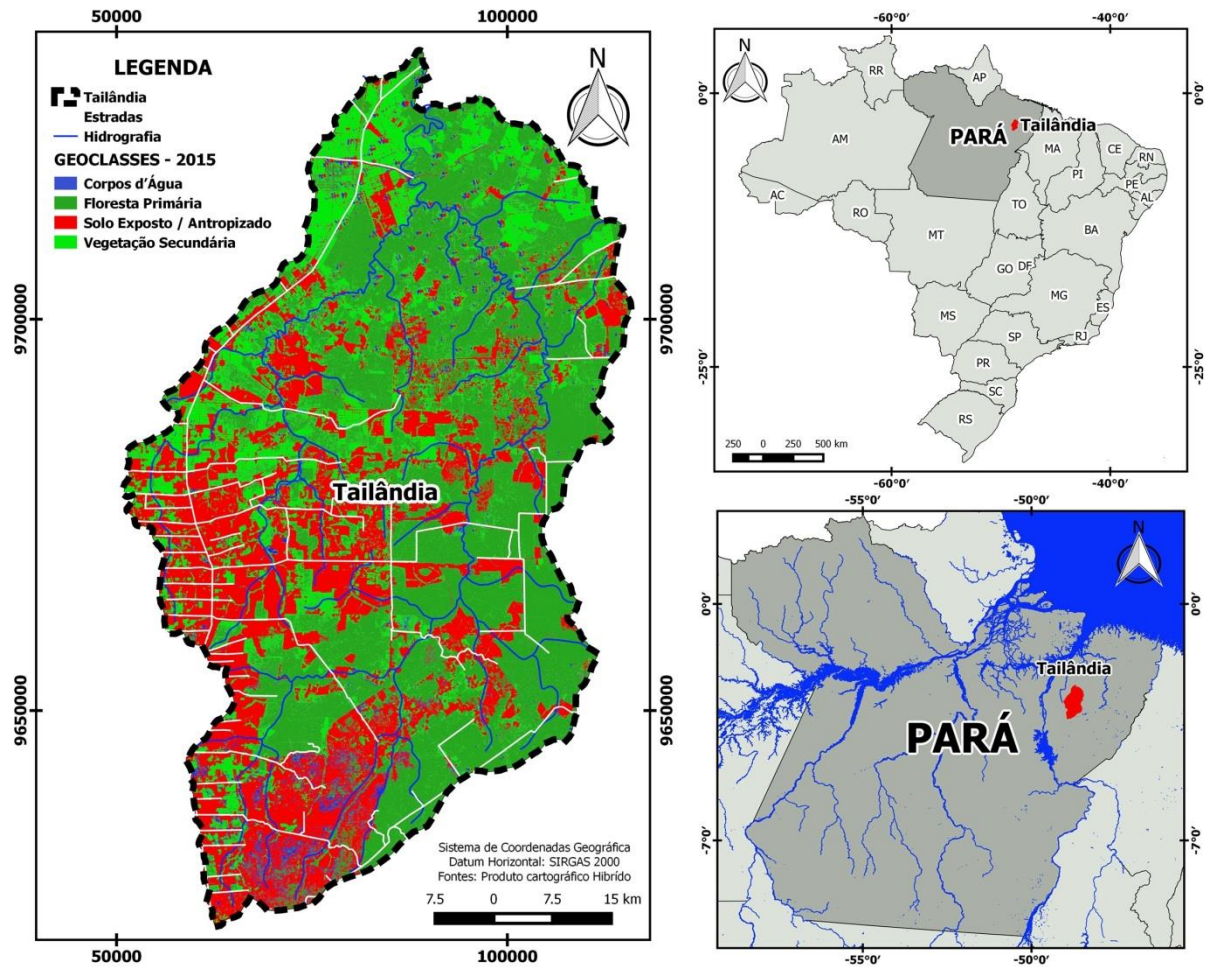 50000
100000
N
LEGENDA
Tailândia
Estradas
Hidrografia
GEOCLASSES - 2015
Corpos d'Água
Floresta Primária
Solo Exposto / Antropizado
Vegetação Secundária
9700000
9700000
Tailândia
9650000
9650000
Sistema de Coordenadas Geográfica
Datum Horizontal: SIRGAS 2000
Fontes: Produto cartográfico Hibrído
7.5 0 7.5 15 km
50000
100000
-60°0'
-40°0'
N
RR
AP
0°0'
0°0'
Tailândia
PARÁ
AM
MA
CE
RN
PI
PE
AL
AC
RO
TO
BA
MT
GO
DF
MG
ES
MS
SP
RJ
PR
SC
RS
-25°0'
-25°0'
250 0 250 500 km
-60°0'
-40°0'
-55°0'
-50°0'
N
0°0'
0°0'
Tailândia
PARÁ
-7°0'
-7°0'
-55°0'
-50°0'